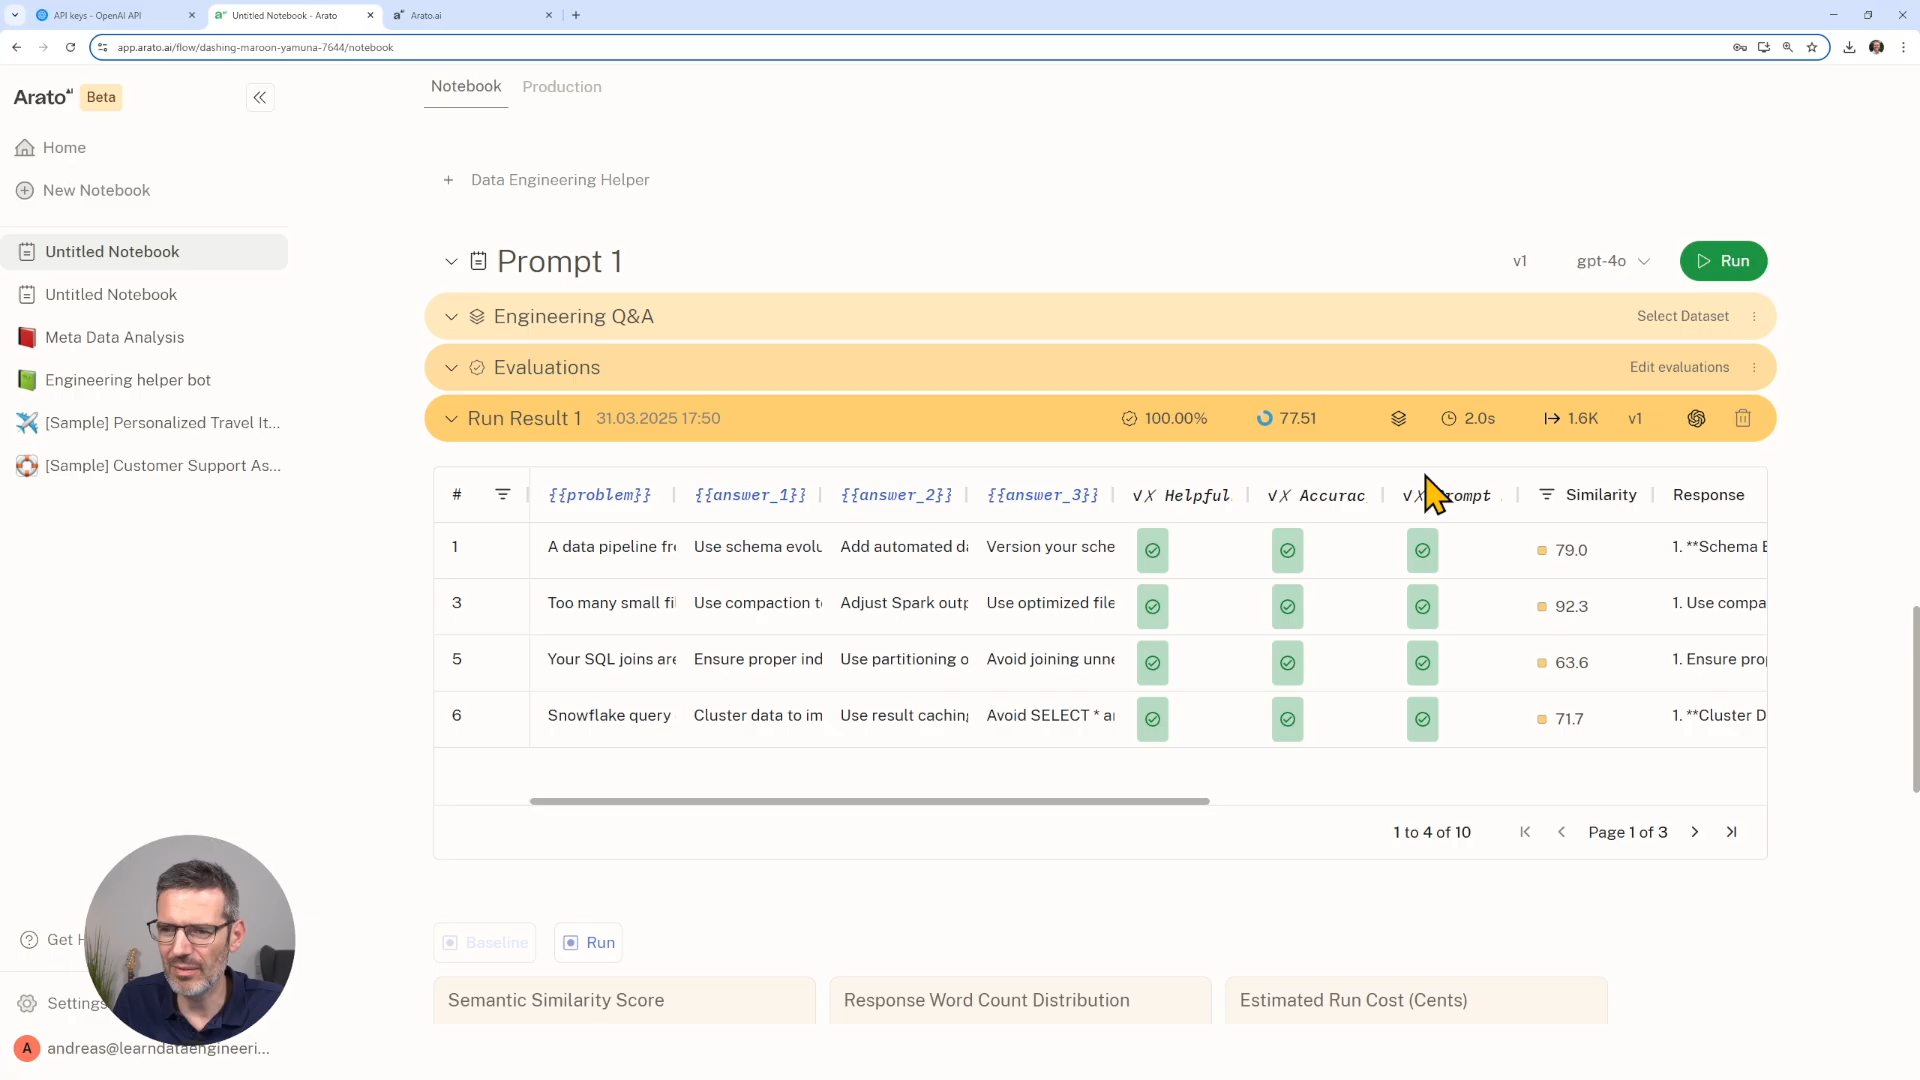 API keys - OpenAI API
Untitled Notebook - Arato
Arato.ai
app.arato.ai/flow/dashing-maroon-yamuna-7644/notebook
Arato AI Beta
Home
New Notebook
Untitled Notebook
Untitled Notebook
Meta Data Analysis
Engineering helper bot
[Sample] Personalized Travel It...
[Sample] Customer Support As...
Get H
Settings
A andreas@learndataengineeri...
Notebook Production
+ Data Engineering Helper
Prompt 1 v1 gpt-4o Run
Engineering Q&A Select Dataset
Evaluations Edit evaluations
Run Result 1 31.03.2025 17:50 100.00% 77.51 2.0s 1.6K v1
# {{problem}} {{answer_1}} {{answer_2}} {{answer_3}} √X Helpful √X Accurac √X Prompt Similarity Response
1 A data pipeline fr Use schema evolu Add automated da Version your sche 79.0 1. **Schema E
3 Too many small fi Use compaction t Adjust Spark outp Use optimized file 92.3 1. Use compa
5 Your SQL joins are Ensure proper ind Use partitioning o Avoid joining unne 63.6 1. Ensure pro
6 Snowflake query Cluster data to im Use result caching Avoid SELECT * a 71.7 1. **Cluster D
1 to 4 of 10 Page 1 of 3
Baseline Run
Semantic Similarity Score Response Word Count Distribution Estimated Run Cost (Cents)